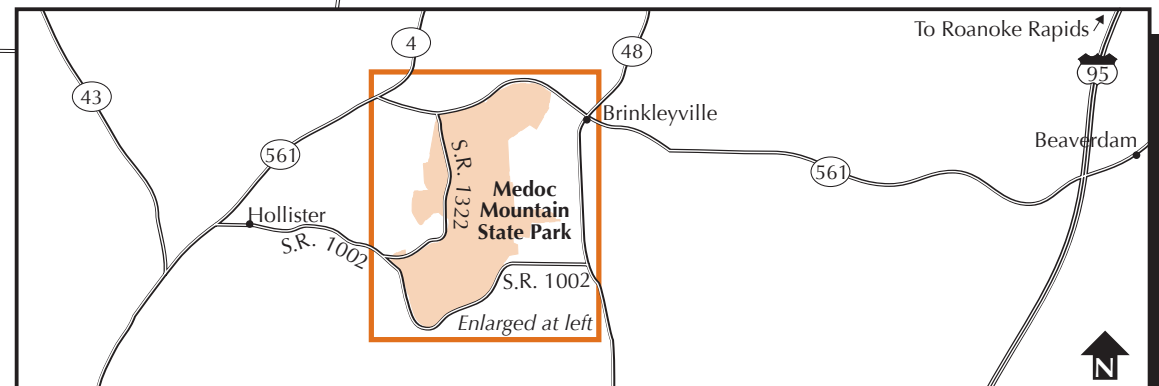 To Roanoke Rapids
4
48
95
43
Brinkleyville
Beaverdam
561
561
S.R. 1322
Medoc
Mountain
State Park
Hollister
S.R. 1002
S.R. 1002
Enlarged at left
N